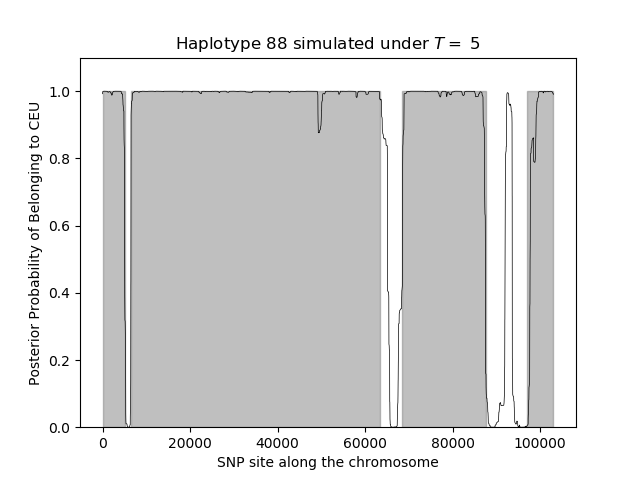 Haplotype 88 simulated under T = 5
Posterior Probability of Belonging to CEU
1.0
0.8
0.6
0.4
0.2
0.0
0 20000 40000 60000 80000 100000
SNP site along the chromosome